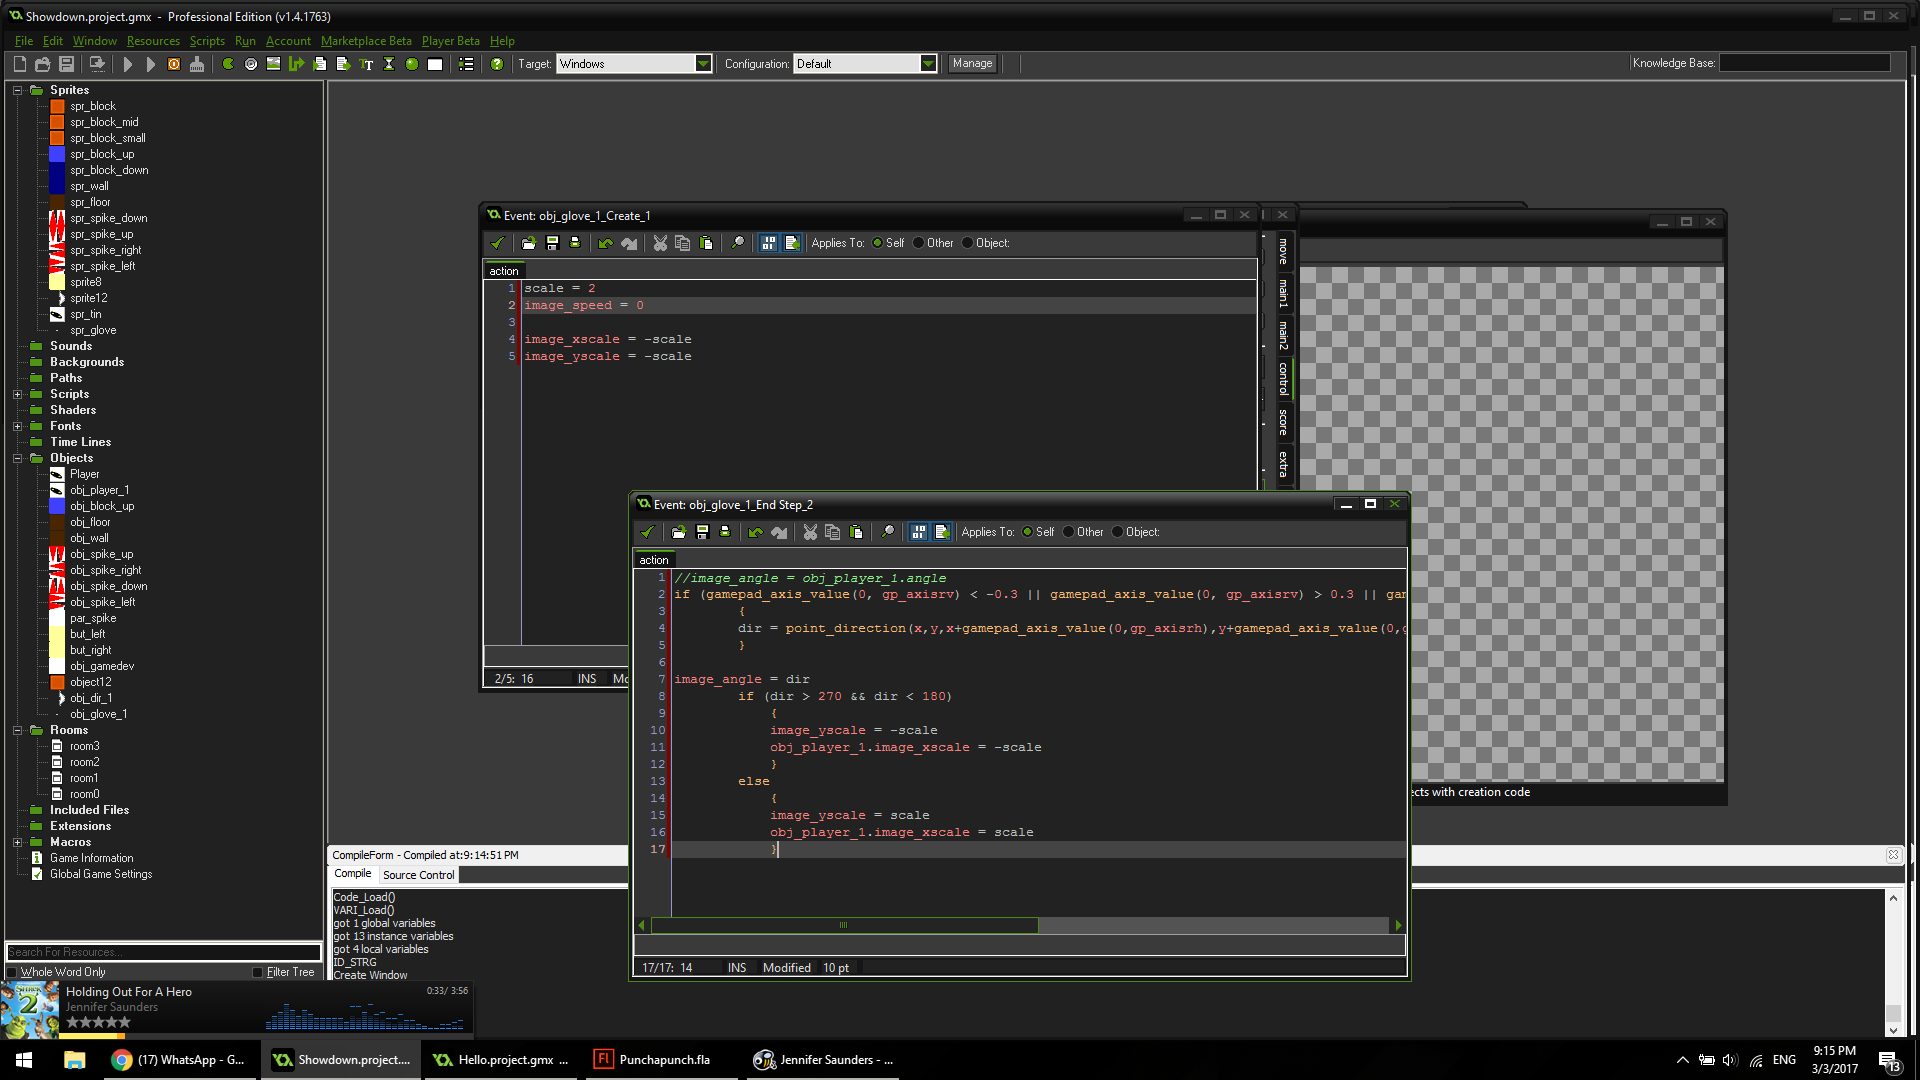 Showdown.project.gmx - Professional Edition (v1.4.1763)
File Edit Window Resources Scripts Run Account Marketplace Beta Player Beta Help
Target: Windows Configuration: Default Manage Knowledge Base:
Sprites
spr_block
spr_block_mid
spr_block_small
spr_block_up
spr_block_down
spr_wall
spr_floor
spr_spike_down
spr_spike_up
spr_spike_right
spr_spike_left
sprite8
sprite12
spr_tin
spr_glove
Sounds
Backgrounds
Paths
Scripts
Shaders
Fonts
Time Lines
Objects
Player
obj_player_1
obj_block_up
obj_floor
obj_wall
obj_spike_up
obj_spike_right
obj_spike_down
obj_spike_left
par_spike
but_left
but_right
obj_gamedev
object12
obj_dir_1
obj_glove_1
Rooms
room3
room2
room1
room0
Included Files
Extensions
Macros
Game Information
Global Game Settings
Search For Resources...
Whole Word Only Filter Tree
Event: obj_glove_1_Create_1
Applies To: Self Other Object:
action
1 scale = 2
2 image_speed = 0
3
4 image_xscale = -scale
5 image_yscale = -scale
2/5: 16 INS Mo
move
main1
main2
control
score
extra
Event: obj_glove_1_End Step_2
Applies To: Self Other Object:
action
1 //image_angle = obj_player_1.angle
2 if (gamepad_axis_value(0, gp_axisrv) < -0.3 || gamepad_axis_value(0, gp_axisrv) > 0.3 || gam
3 {
4 dir = point_direction(x,y,x+gamepad_axis_value(0,gp_axisrh),y+gamepad_axis_value(0,g
5 }
6
7 image_angle = dir
8 if (dir > 270 && dir < 180)
9 {
10 image_yscale = -scale
11 obj_player_1.image_xscale = -scale
12 }
13 else
14 {
15 image_yscale = scale
16 obj_player_1.image_xscale = scale
17 }
17/17: 14 INS Modified 10 pt
ects with creation code
CompileForm - Compiled at:9:14:51 PM
Compile Source Control
Code_Load()
VARI_Load()
got 1 global variables
got 13 instance variables
got 4 local variables
ID_STRG
Create Window
SHREK
2
Holding Out For A Hero 0:33/ 3:56
Jennifer Saunders
(17) WhatsApp - G...
Showdown.project....
Hello.project.gmx ...
Fl Punchapunch.fla
Jennifer Saunders - ...
ENG
9:15 PM
3/3/2017
13